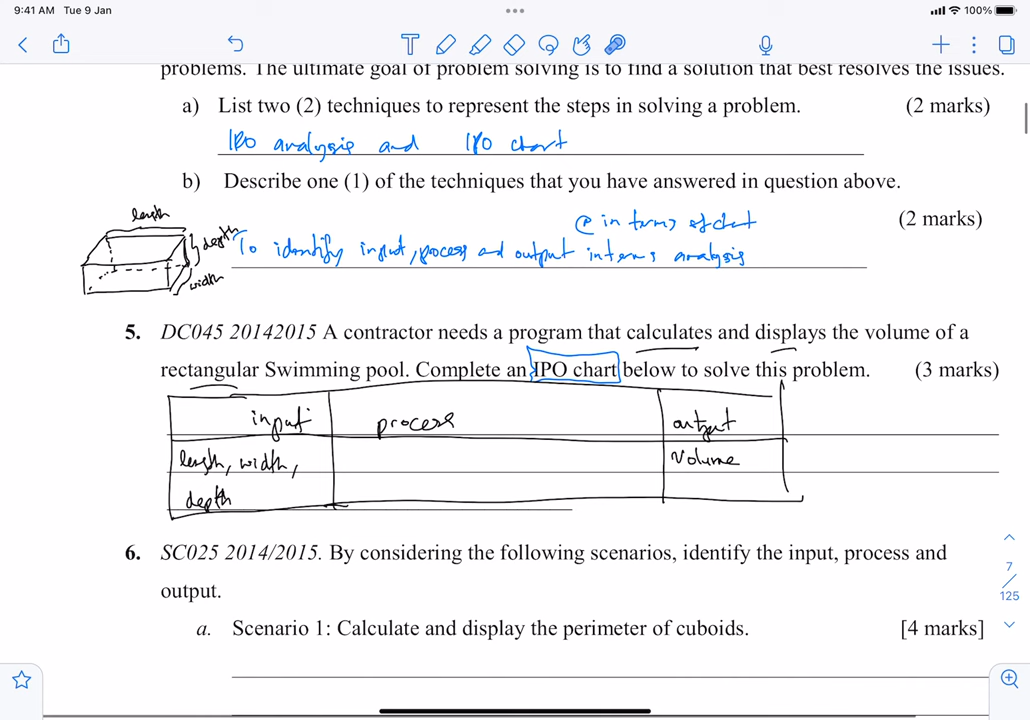 9:41 AM Tue 9 Jan
100%
problems. The ultimate goal of problem solving is to find a solution that best resolves the issues.
a) List two (2) techniques to represent the steps in solving a problem. (2 marks)
IPO analysis and IPO chart
b) Describe one (1) of the techniques that you have answered in question above.
(2 marks)
length
depth
width
@ in terms of chart
To identify input, process and output interms analysis
5. DC045 20142015 A contractor needs a program that calculates and displays the volume of a
rectangular Swimming pool. Complete an IPO chart below to solve this problem. (3 marks)
input process output
length, width, Volume
depth
6. SC025 2014/2015. By considering the following scenarios, identify the input, process and
output.
7
125
a. Scenario 1: Calculate and display the perimeter of cuboids. [4 marks]